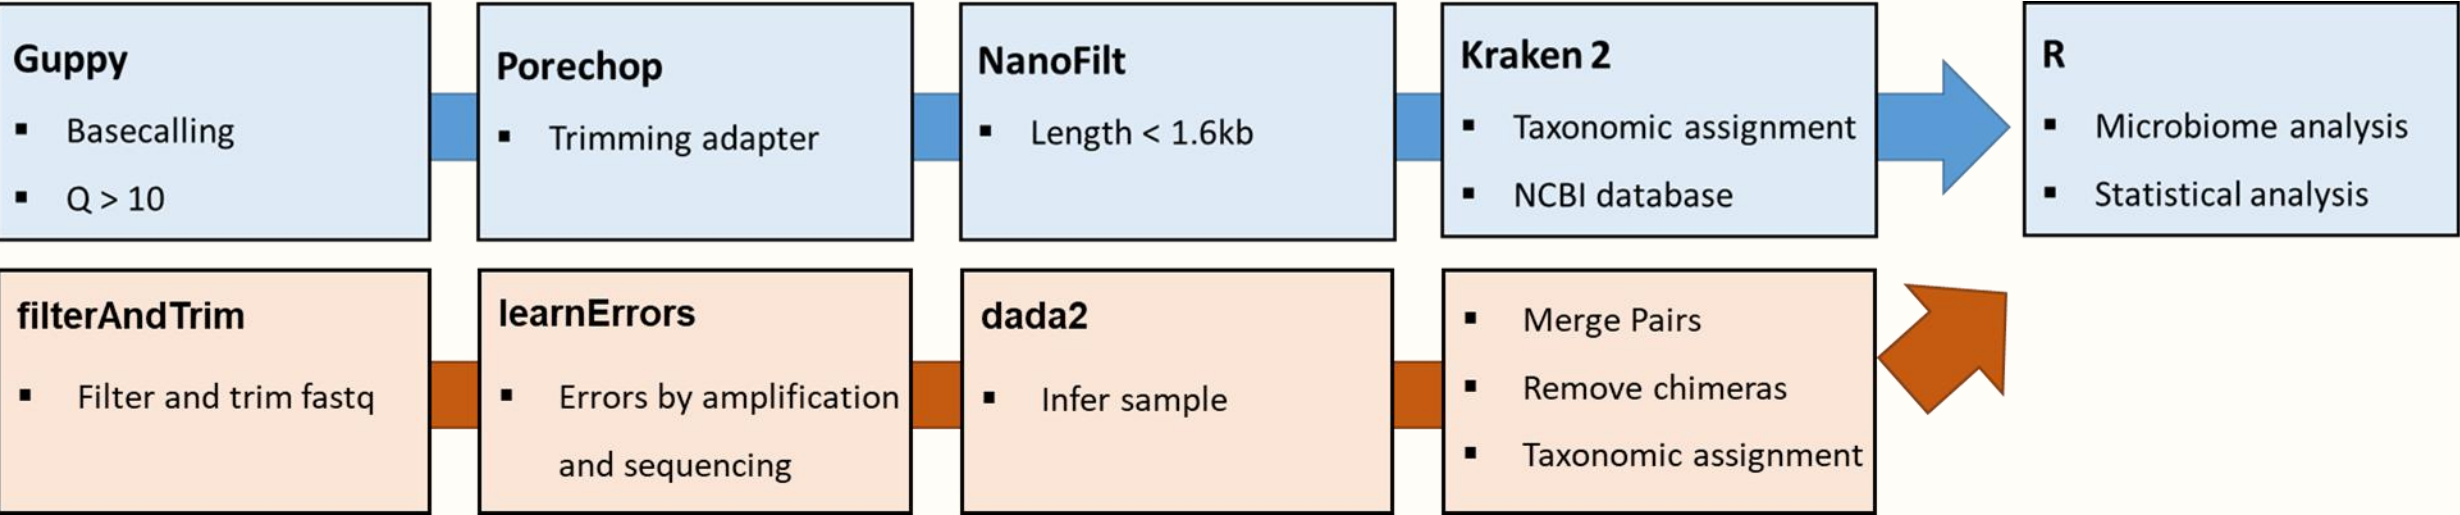 Guppy
▪ Basecalling
▪ Q > 10
Porechop
▪ Trimming adapter
NanoFilt
▪ Length < 1.6kb
Kraken 2
▪ Taxonomic assignment
▪ NCBI database
R
▪ Microbiome analysis
▪ Statistical analysis
filterAndTrim
▪ Filter and trim fastq
learnErrors
▪ Errors by amplification
and sequencing
dada2
▪ Infer sample
▪ Merge Pairs
▪ Remove chimeras
▪ Taxonomic assignment